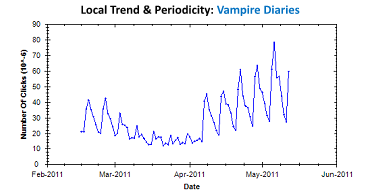 Local Trend & Periodicity: Vampire Diaries
90
80
70
60
50
40
30
20
10
0
Number Of Clicks (10^-6)
Feb-2011 Mar-2011 Apr-2011 May-2011 Jun-2011
Date